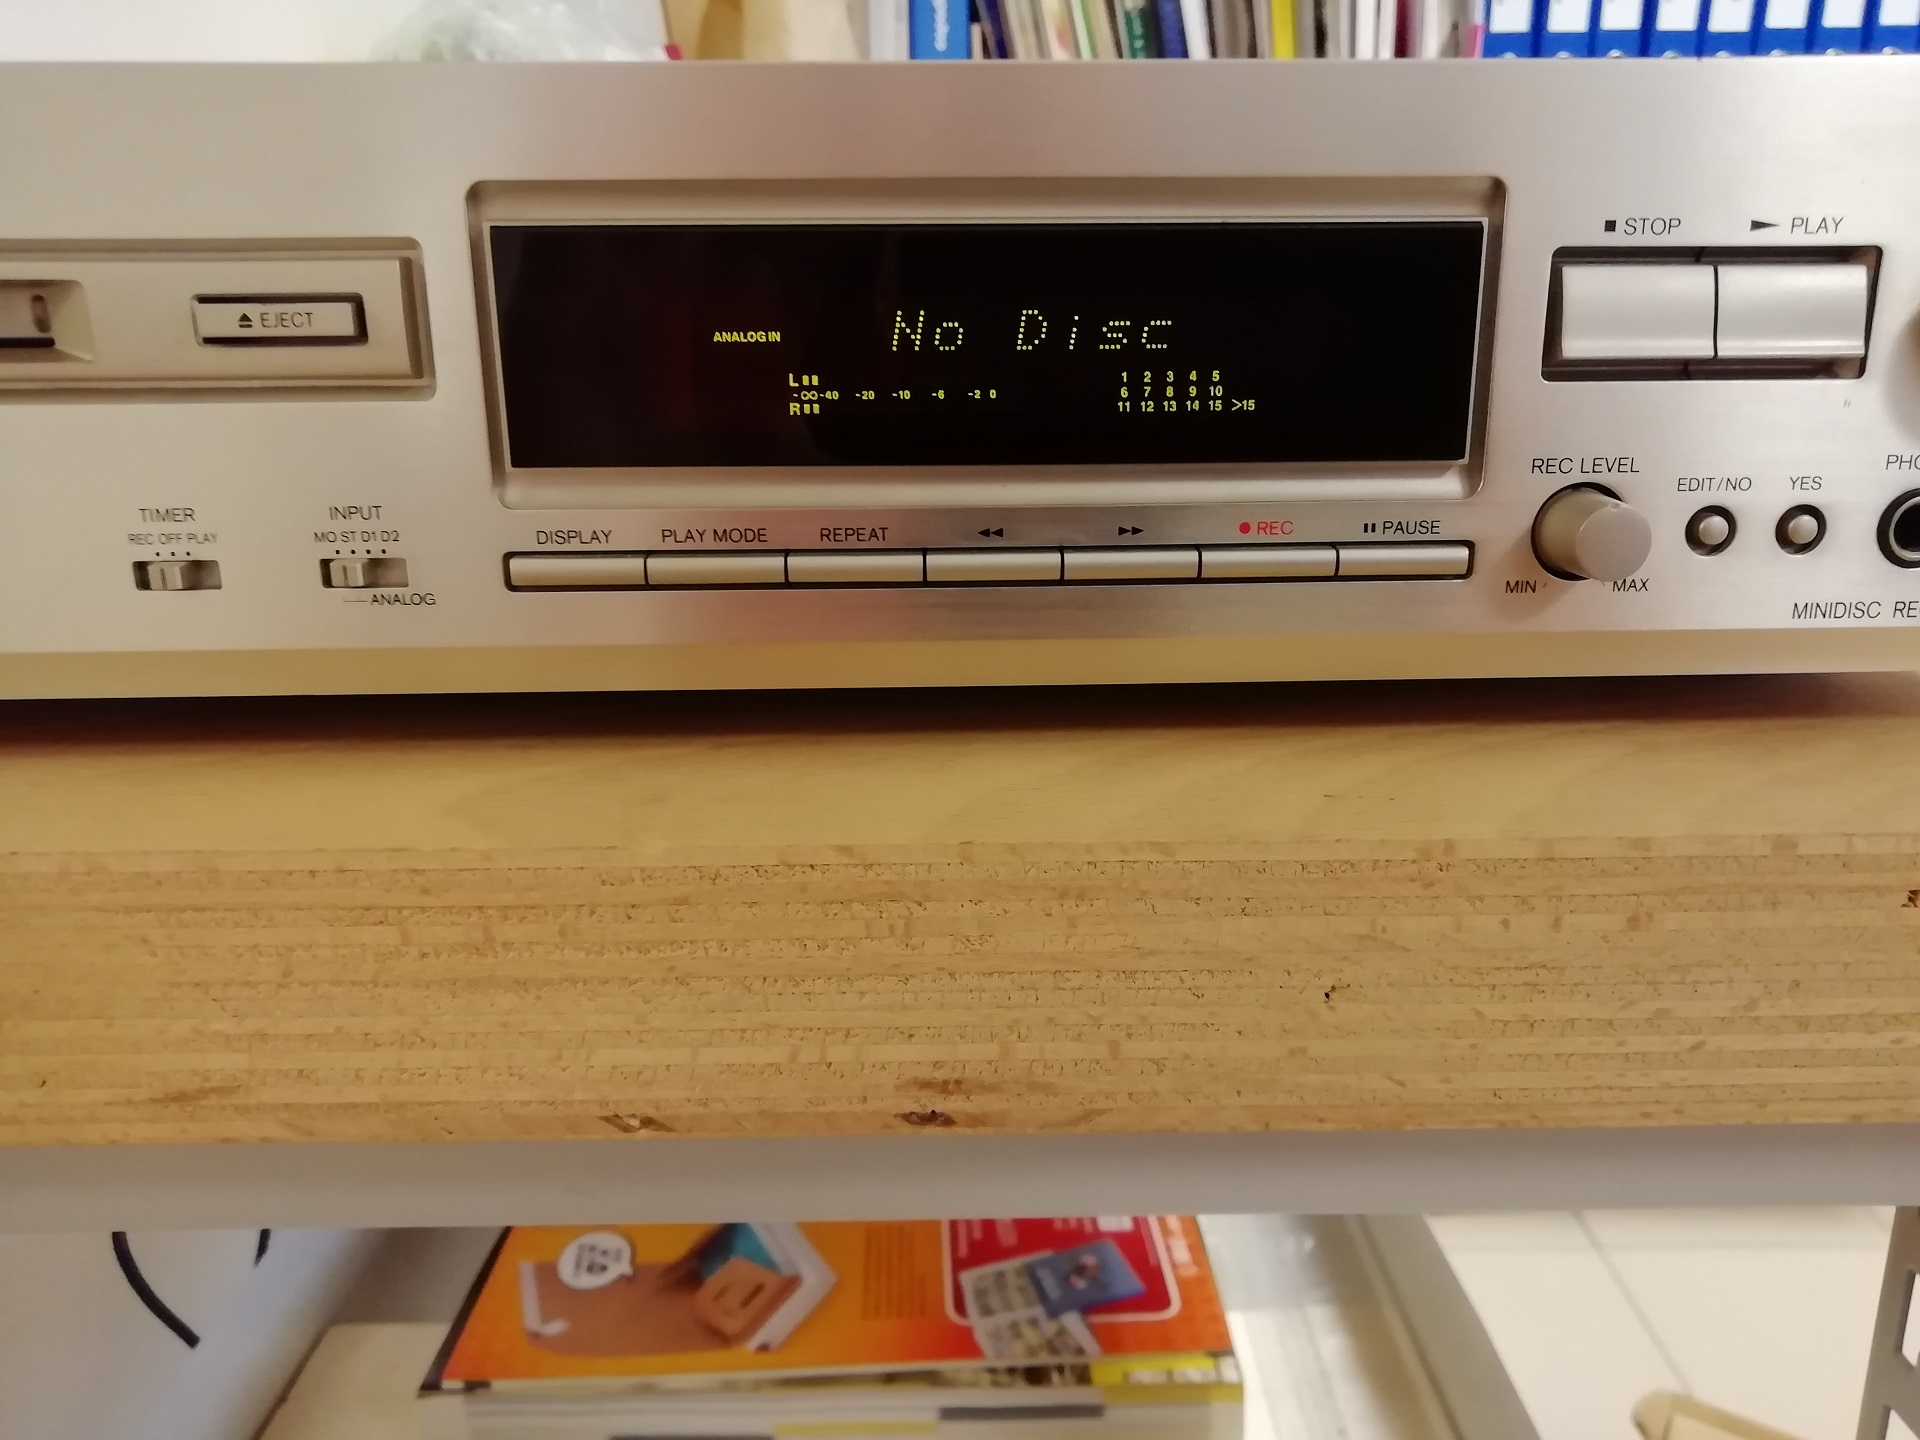 ■ STOP ► PLAY
⏏ EJECT
ANALOG IN No Disc
L
-∞ -40 -20 -10 -6 -2 0
R
1 2 3 4 5
6 7 8 9 10
11 12 13 14 15 >15
TIMER
REC OFF PLAY
INPUT
MO ST D1 D2
ANALOG
DISPLAY PLAY MODE REPEAT ◄◄ ►► ● REC ▮▮ PAUSE
REC LEVEL
MIN MAX
EDIT/NO YES
MINIDISC